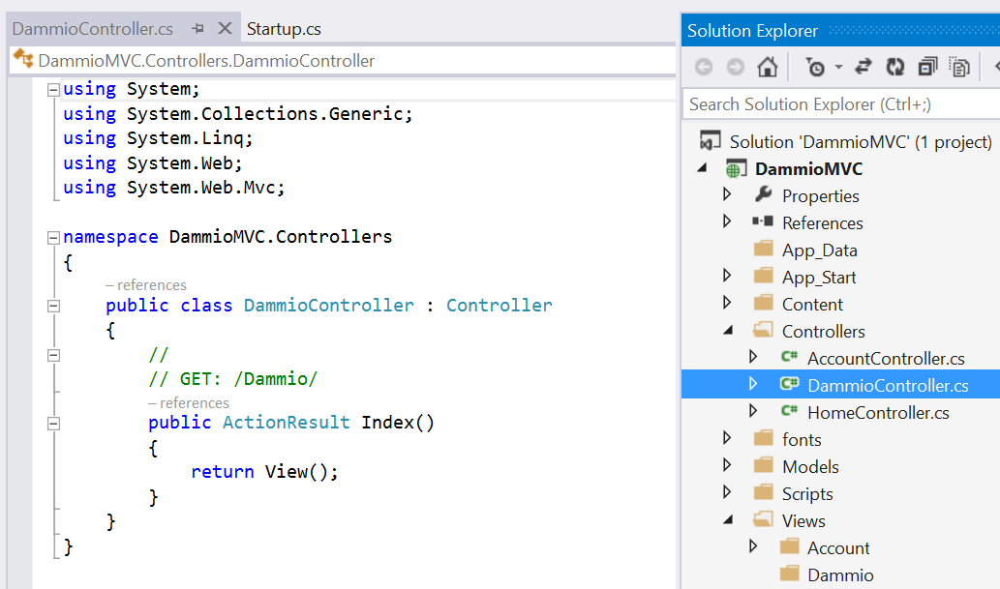 DammioController.cs
Startup.cs
DammioMVC.Controllers.DammioController
using System;
using System.Collections.Generic;
using System.Linq;
using System.Web;
using System.Web.Mvc;
namespace DammioMVC.Controllers
{
– references
public class DammioController : Controller
{
//
// GET: /Dammio/
– references
public ActionResult Index()
{
return View();
}
}
}
Solution Explorer
Search Solution Explorer (Ctrl+;)
Solution 'DammioMVC' (1 project)
DammioMVC
Properties
References
App_Data
App_Start
Content
Controllers
C# AccountController.cs
C# DammioController.cs
C# HomeController.cs
fonts
Models
Scripts
Views
Account
Dammio